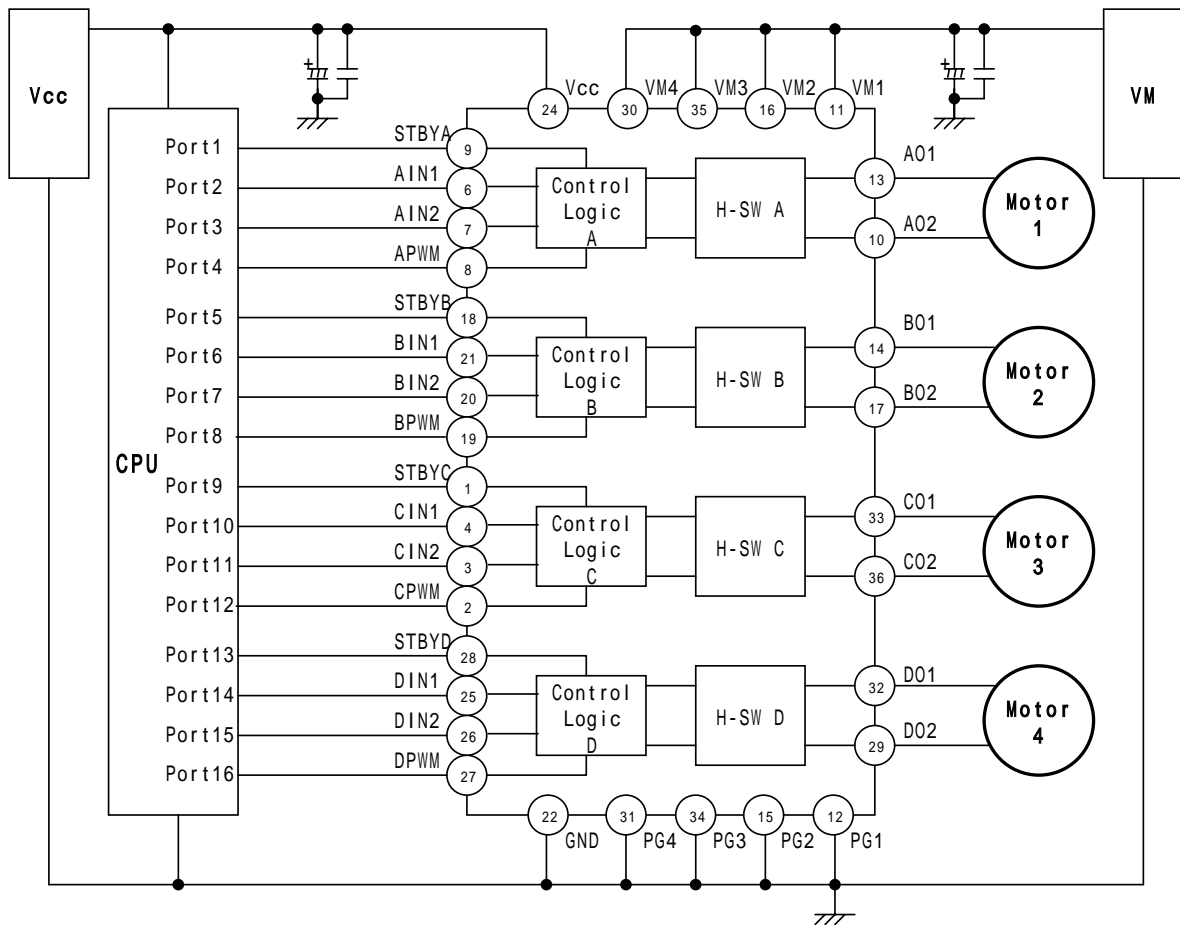 Vcc
VM
+
+
Vcc
VM4
VM3
VM2
VM1
24
30
35
16
11
CPU
Port1
STBYA
9
Port2
AIN1
6
Port3
AIN2
7
Port4
APWM
8
Control
Logic
A
H-SW A
13
AO1
10
AO2
Motor
1
Port5
STBYB
18
Port6
BIN1
21
Port7
BIN2
20
Port8
BPWM
19
Control
Logic
B
H-SW B
14
BO1
17
BO2
Motor
2
Port9
STBYC
1
Port10
CIN1
4
Port11
CIN2
3
Port12
CPWM
2
Control
Logic
C
H-SW C
33
CO1
36
CO2
Motor
3
Port13
STBYD
28
Port14
DIN1
25
Port15
DIN2
26
Port16
DPWM
27
Control
Logic
D
H-SW D
32
DO1
29
DO2
Motor
4
22
31
34
15
12
GND
PG4
PG3
PG2
PG1